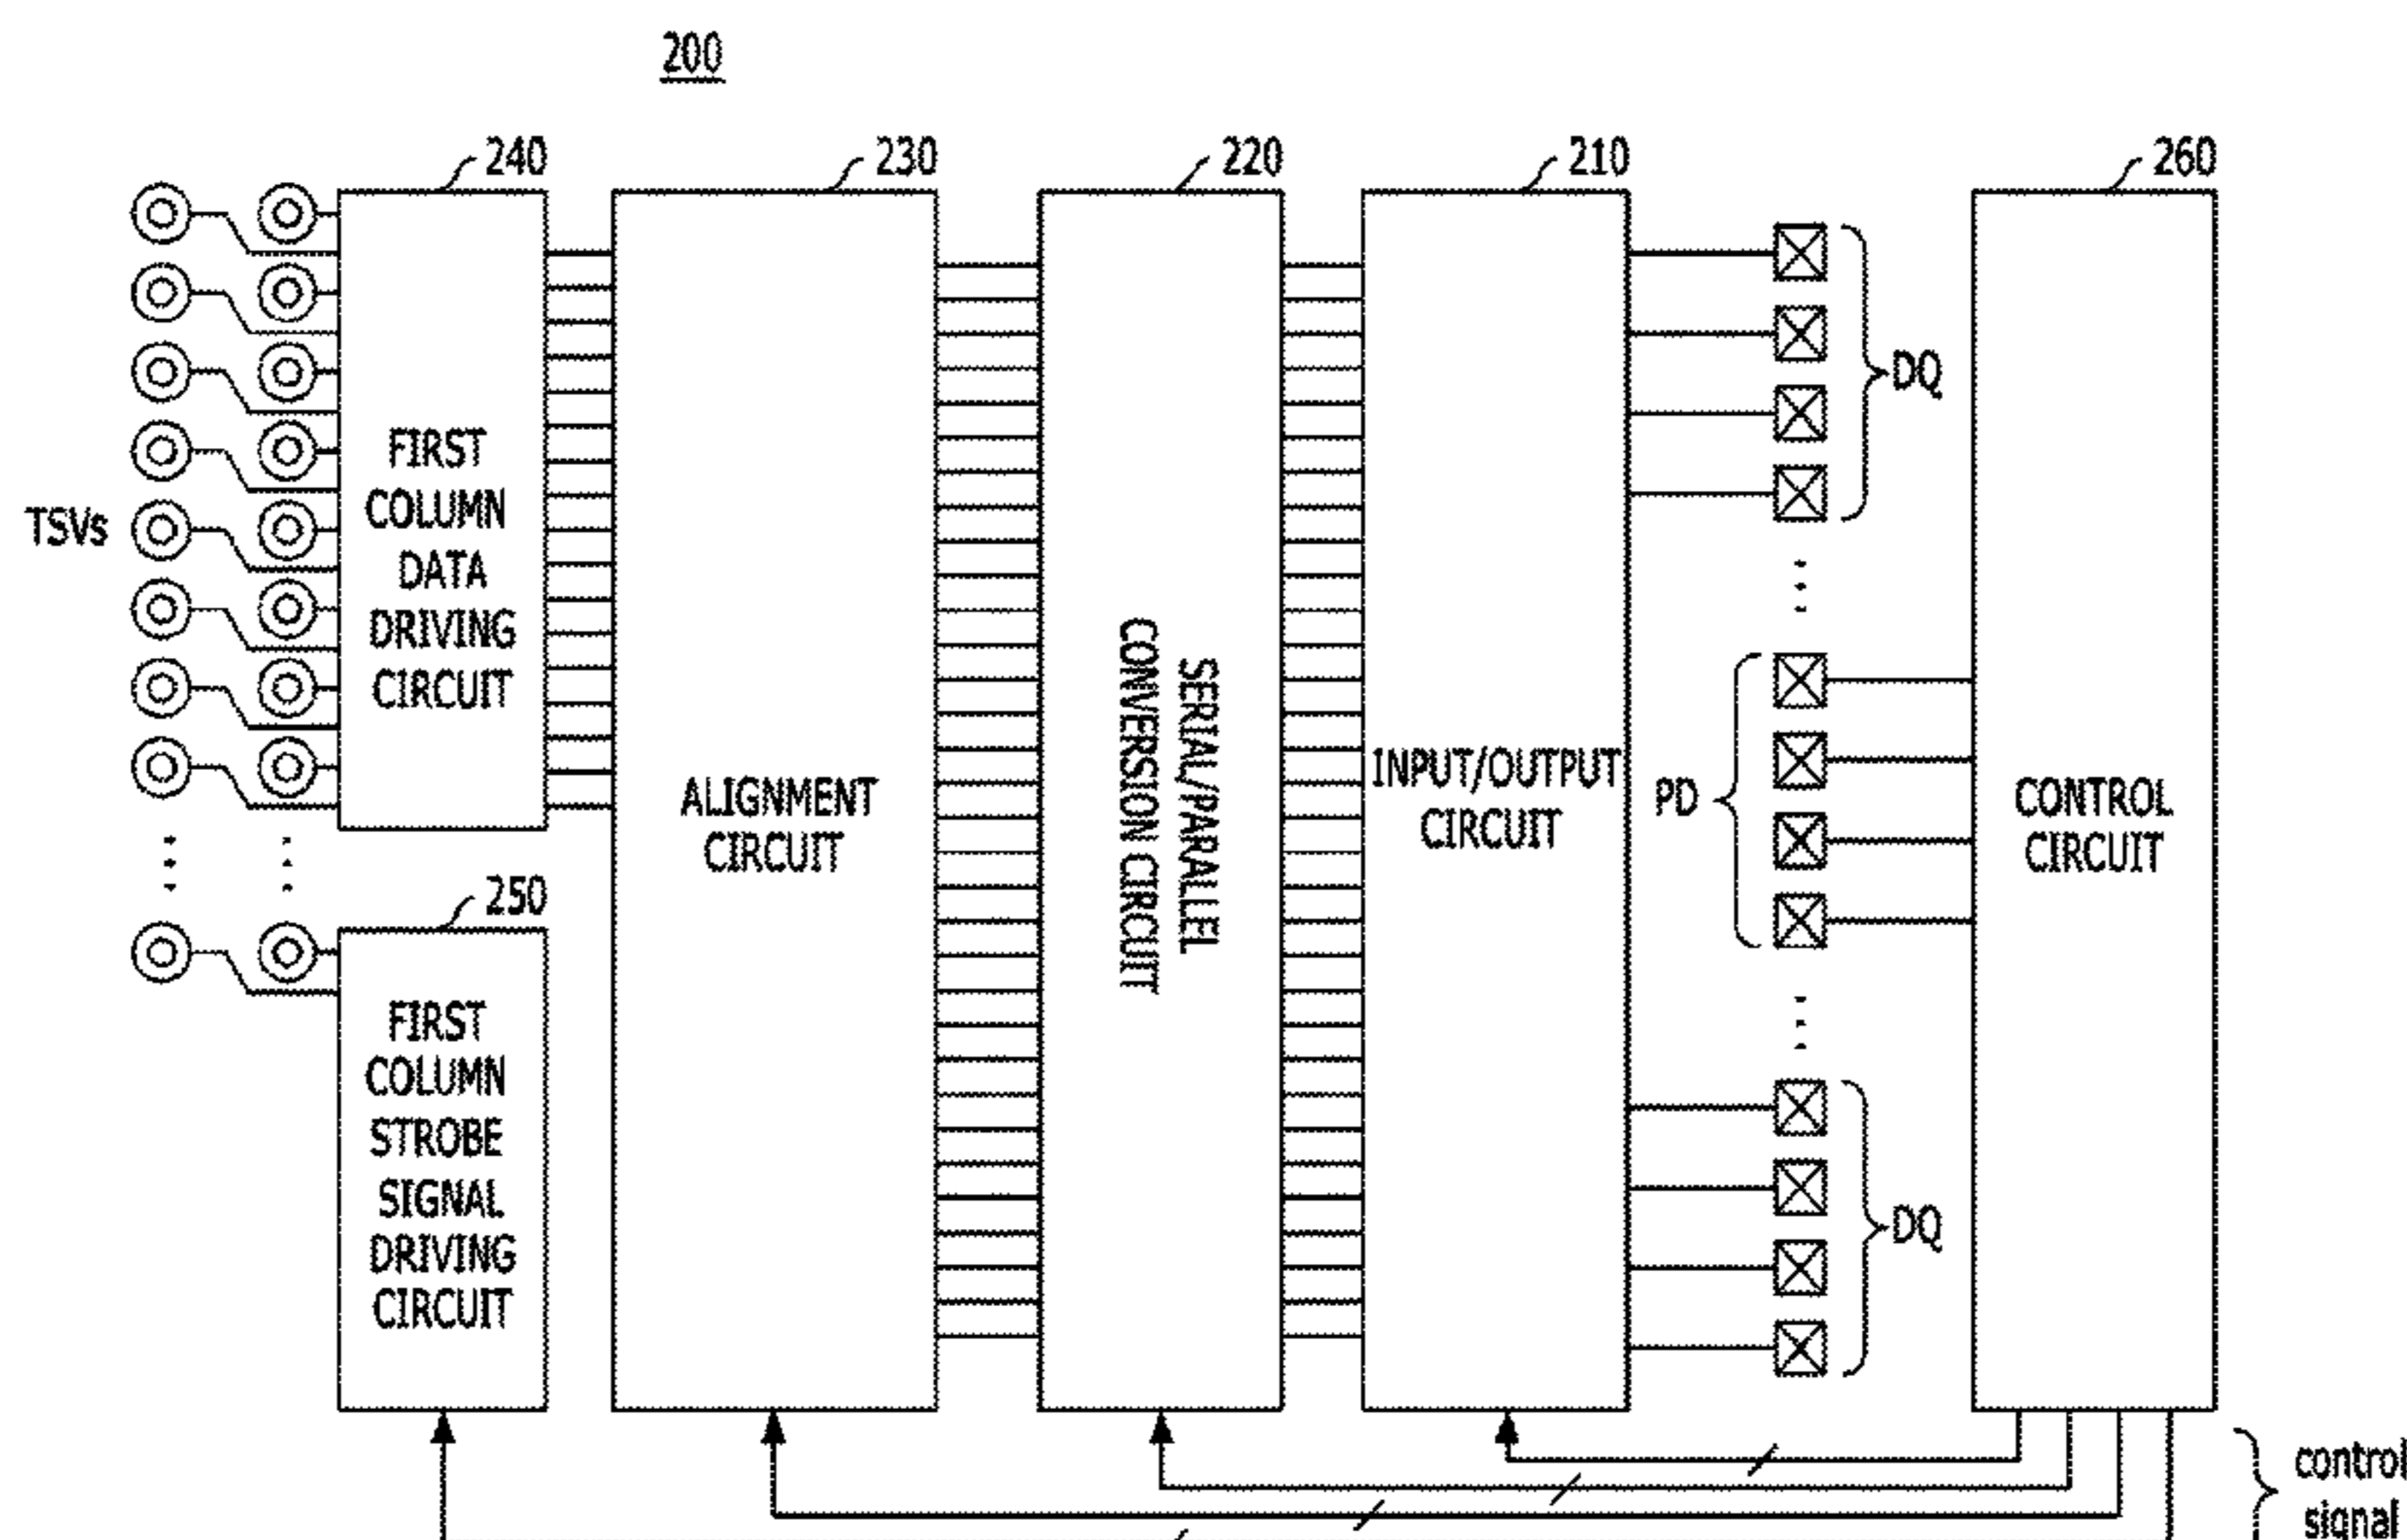 200
240
230
220
210
260
TSVs
FIRST
COLUMN
DATA
DRIVING
CIRCUIT
250
FIRST
COLUMN
STROBE
SIGNAL
DRIVING
CIRCUIT
ALIGNMENT
CIRCUIT
SERIAL/PARALLEL
CONVERSION CIRCUIT
INPUT/OUTPUT
CIRCUIT
DQ
PD
DQ
CONTROL
CIRCUIT
control
signal